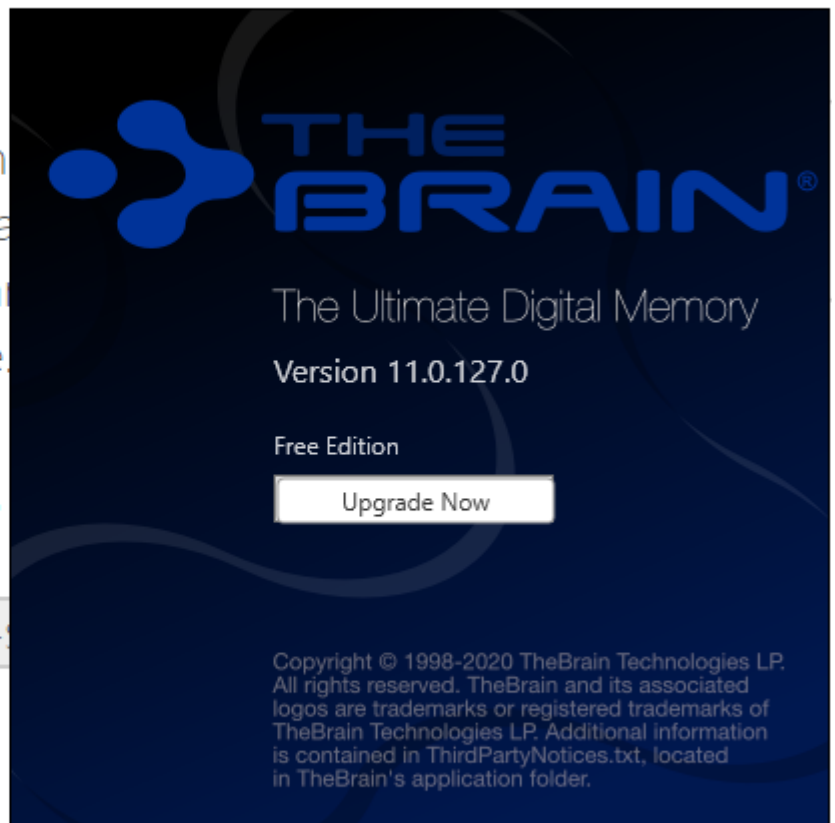 THE
BRAIN®
The Ultimate Digital Memory
Version 11.0.127.0
Free Edition
Upgrade Now
Copyright © 1998-2020 TheBrain Technologies LP.
All rights reserved. TheBrain and its associated
logos are trademarks or registered trademarks of
TheBrain Technologies LP. Additional information
is contained in ThirdPartyNotices.txt, located
in TheBrain's application folder.